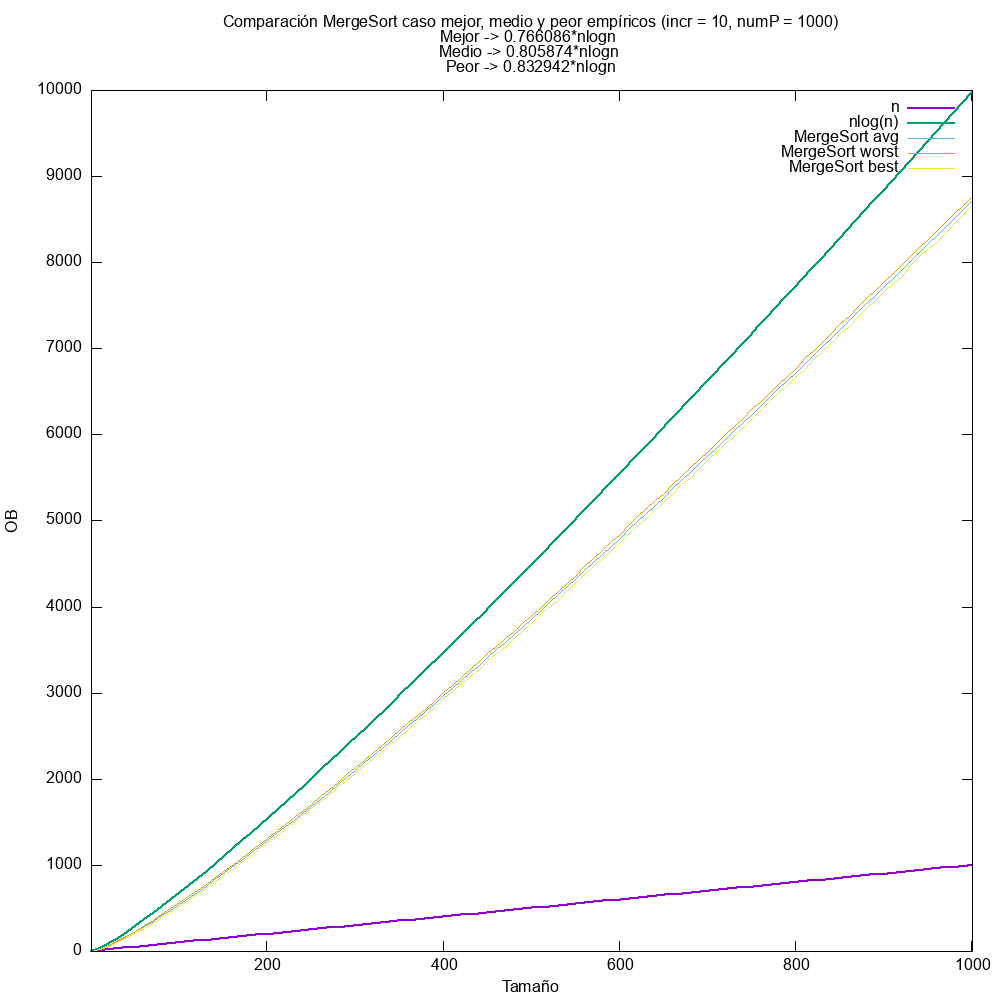 Comparación MergeSort caso mejor, medio y peor empíricos (incr = 10, numP = 1000)
Mejor -> 0.766086*nlogn
Medio -> 0.805874*nlogn
Peor -> 0.832942*nlogn
n
nlog(n)
MergeSort avg
MergeSort worst
MergeSort best
10000
9000
8000
7000
6000
5000
4000
3000
2000
1000
0
OB
200
400
600
800
1000
Tamaño